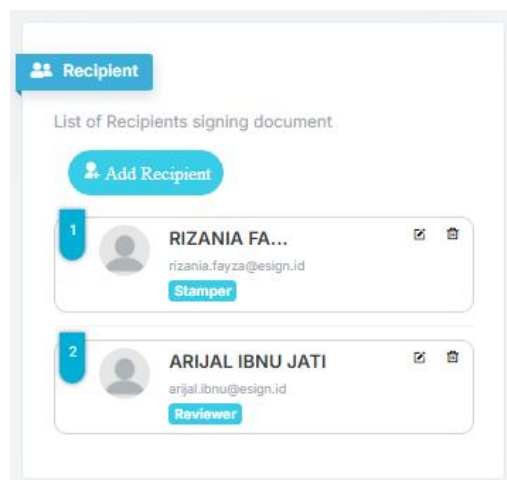 Recipient
List of Recipients signing document
Add Recipient
1
RIZANIA FA...
rizania.fayza@esign.id
Stamper
2
ARIJAL IBNU JATI
arijal.ibnu@esign.id
Reviewer